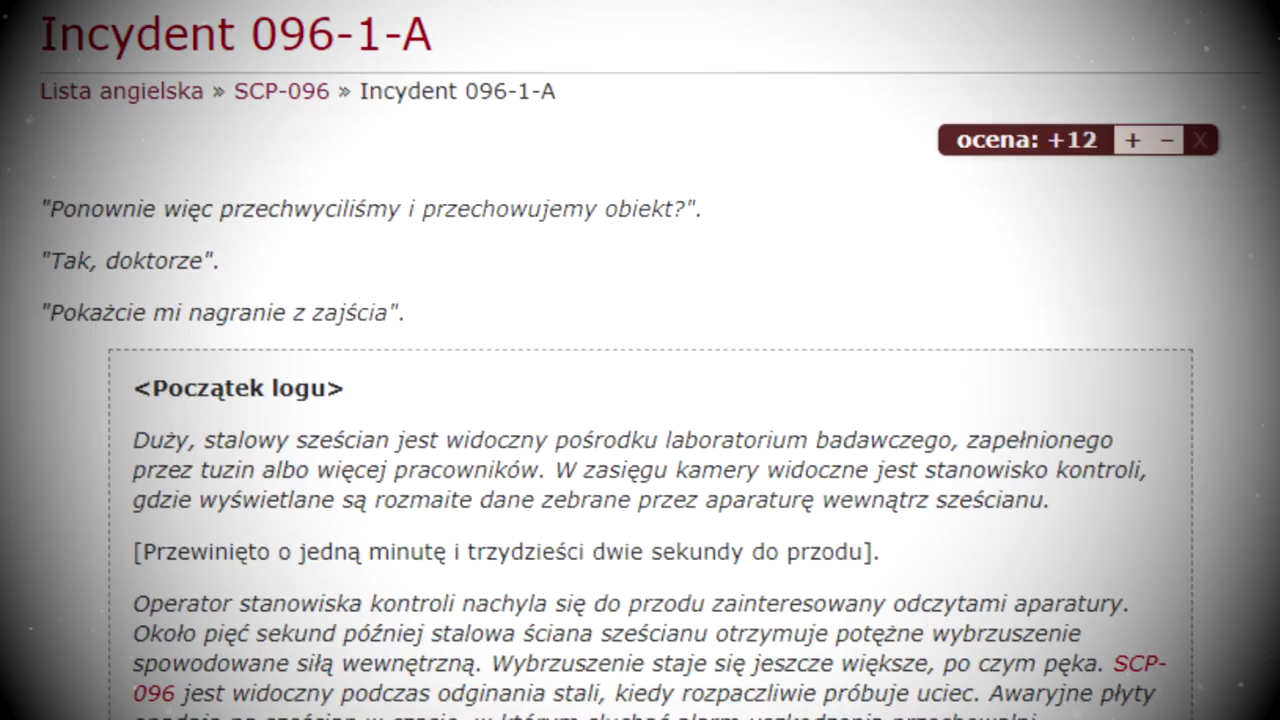 Incydent 096-1-A
Lista angielska » SCP-096 » Incydent 096-1-A
ocena: +12 + − X
"Ponownie więc przechwyciliśmy i przechowujemy obiekt?".
"Tak, doktorze".
"Pokażcie mi nagranie z zajścia".
<Początek logu>
Duży, stalowy sześcian jest widoczny pośrodku laboratorium badawczego, zapełnionego
przez tuzin albo więcej pracowników. W zasięgu kamery widoczne jest stanowisko kontroli,
gdzie wyświetlane są rozmaite dane zebrane przez aparaturę wewnątrz sześcianu.
[Przewinięto o jedną minutę i trzydzieści dwie sekundy do przodu].
Operator stanowiska kontroli nachyla się do przodu zainteresowany odczytami aparatury.
Około pięć sekund później stalowa ściana sześcianu otrzymuje potężne wybrzuszenie
spowodowane siłą wewnętrzną. Wybrzuszenie staje się jeszcze większe, po czym pęka. SCP-
096 jest widoczny podczas odginania stali, kiedy rozpaczliwie próbuje uciec. Awaryjne płyty